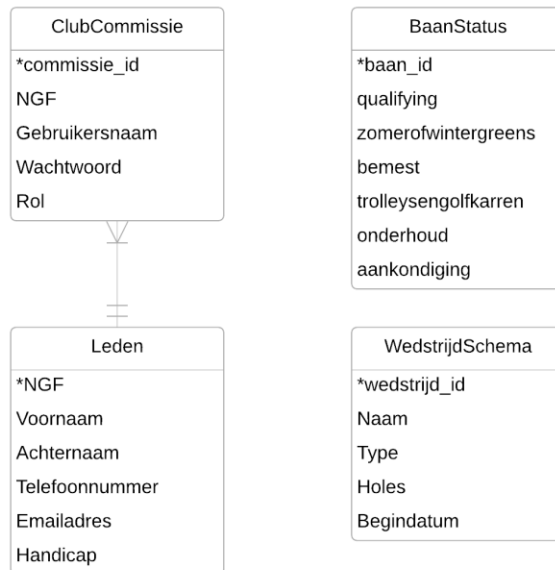 ClubCommissie
*commissie_id
NGF
Gebruikersnaam
Wachtwoord
Rol
BaanStatus
*baan_id
qualifying
zomerofwintergreens
bemest
trolleysengolfkarren
onderhoud
aankondiging
Leden
*NGF
Voornaam
Achternaam
Telefoonnummer
Emailadres
Handicap
WedstrijdSchema
*wedstrijd_id
Naam
Type
Holes
Begindatum